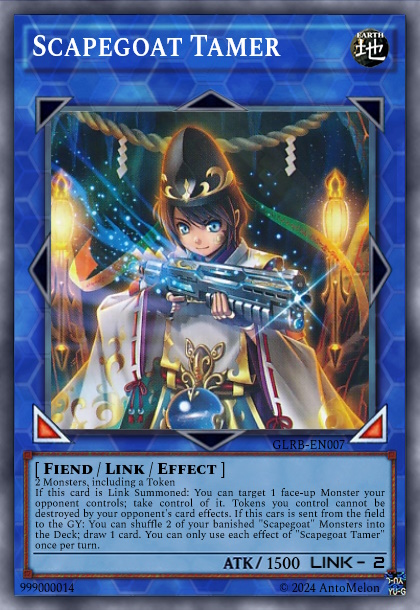 SCAPEGOAT TAMER
EARTH
地
GLRB-EN007
[ FIEND / LINK / EFFECT ]
2 Monsters, including a Token
If this card is Link Summoned: You can target 1 face-up Monster your
opponent controls; take control of it. Tokens you control cannot be
destroyed by your opponent's card effects. If this cars is sent from the field
to the GY: You can shuffle 2 of your banished "Scapegoat" Monsters into
the Deck; draw 1 card. You can only use each effect of "Scapegoat Tamer"
once per turn.
ATK / 1500 LINK - 2
999000014 © 2024 AntoMelon